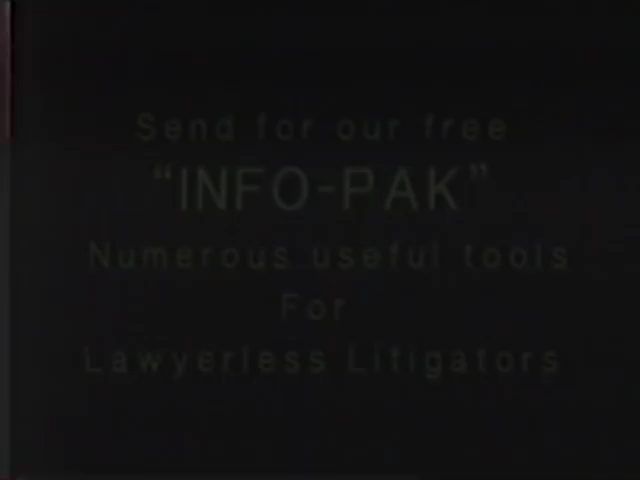 Send for our free
"INFO-PAK"
Numerous useful tools
For
Lawyerless Litigators